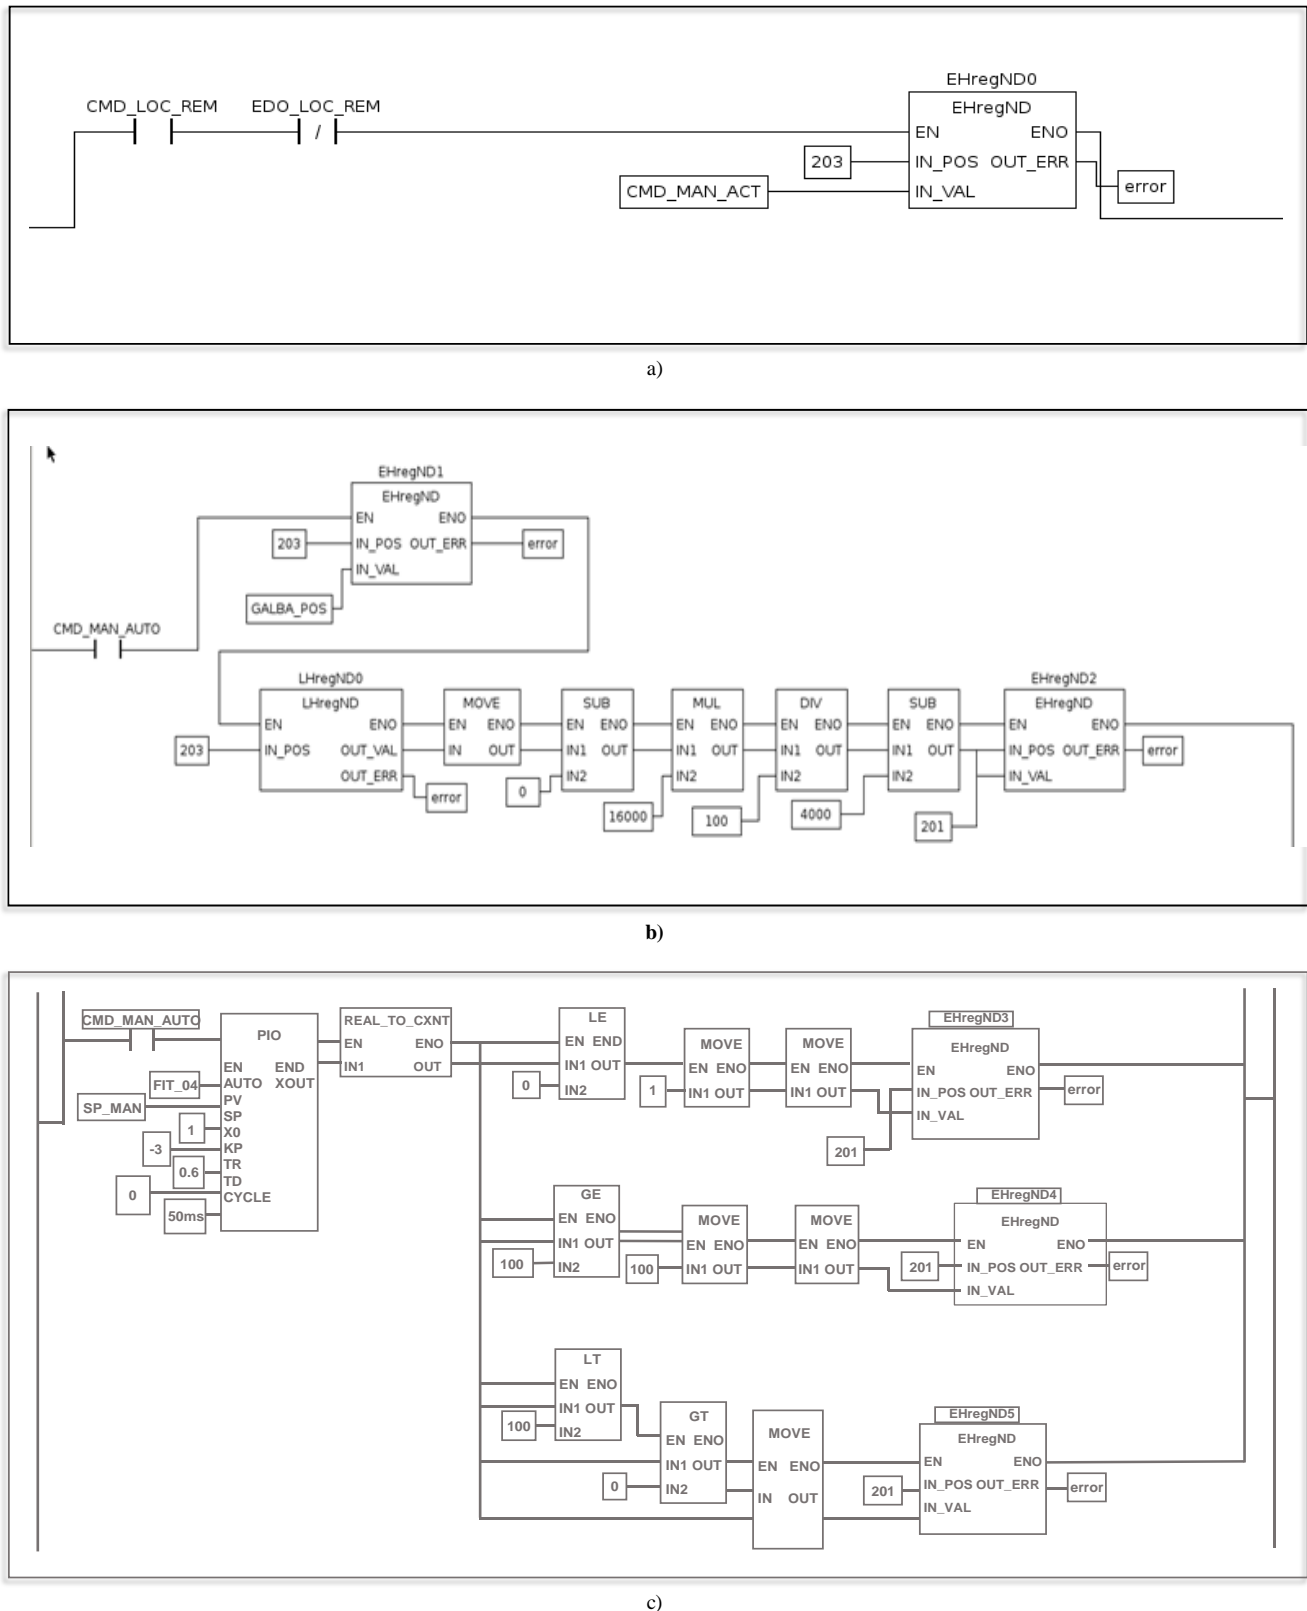 EHregND0
CMD_LOC_REM EDO_LOC_REM EHregND
EN ENO
203 IN_POS OUT_ERR
CMD_MAN_ACT IN_VAL error
a)
EHregND1
EHregND
EN ENO
203 IN_POS OUT_ERR error
IN_VAL
GALBA_POS
CMD_MAN_AUTO
LHregND0 EHregND2
LHregND MOVE SUB MUL DIV SUB EHregND
EN ENO EN ENO EN ENO EN ENO EN ENO EN ENO EN ENO
203 IN_POS OUT_VAL IN OUT IN1 OUT IN1 OUT IN1 OUT IN1 OUT IN_POS OUT_ERR error
OUT_ERR IN2 IN2 IN2 IN2 IN_VAL
error 0 16000 100 4000 201
b)
CMD_MAN_AUTO
PIO
EN END
AUTO XOUT
PV
SP
X0
KP
TR
TD
CYCLE
FIT_04
SP_MAN
1
-3
0.6
0
50ms
REAL_TO_CXNT
EN ENO
IN1 OUT
LE
EN END
IN1 OUT
IN2
0
MOVE
EN ENO
IN1 OUT
1
MOVE
EN ENO
IN1 OUT
EHregND3
EHregND
EN ENO
IN_POS OUT_ERR
IN_VAL
error
201
GE
EN ENO
IN1 OUT
IN2
100
MOVE
EN ENO
IN1 OUT
100
MOVE
EN ENO
IN1 OUT
EHregND4
EHregND
EN ENO
201 IN_POS OUT_ERR error
IN_VAL
LT
EN ENO
IN1 OUT
IN2
100
GT
EN ENO
IN1 OUT
IN2
0
MOVE
EN ENO
IN OUT
EHregND5
EHregND
EN ENO
201 IN_POS OUT_ERR error
IN_VAL
c)